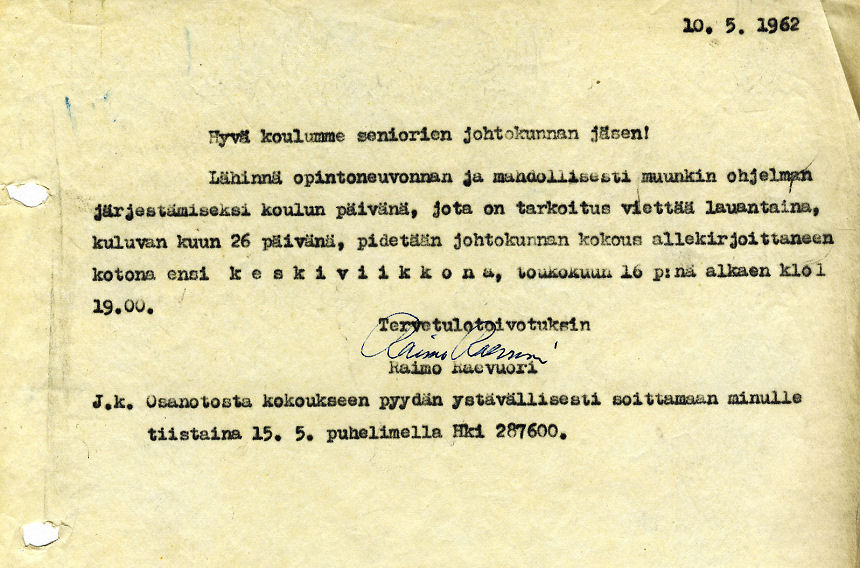 10. 5. 1962
Hyvä koulumme seniorien johtokunnan jäsen!
Lähinnä opintoneuvonnan ja mahdollisesti muunkin ohjelman
järjestämiseksi koulun päivänä, jota on tarkoitus viettää lauantaina,
kuluvan kuun 26 päivänä, pidetään johtokunnan kokous allekirjoittaneen
kotona ensi k e s k i v i i k k o n a, toukokuun 16 p:nä alkaen klo l
19.00.
Tervetulotoivotuksin
Raimo Raevuori
Raimo Raevuori
J.k. Osanotosta kokoukseen pyydän ystävällisesti soittamaan minulle
tiistaina 15. 5. puhelimella Hki 287600.